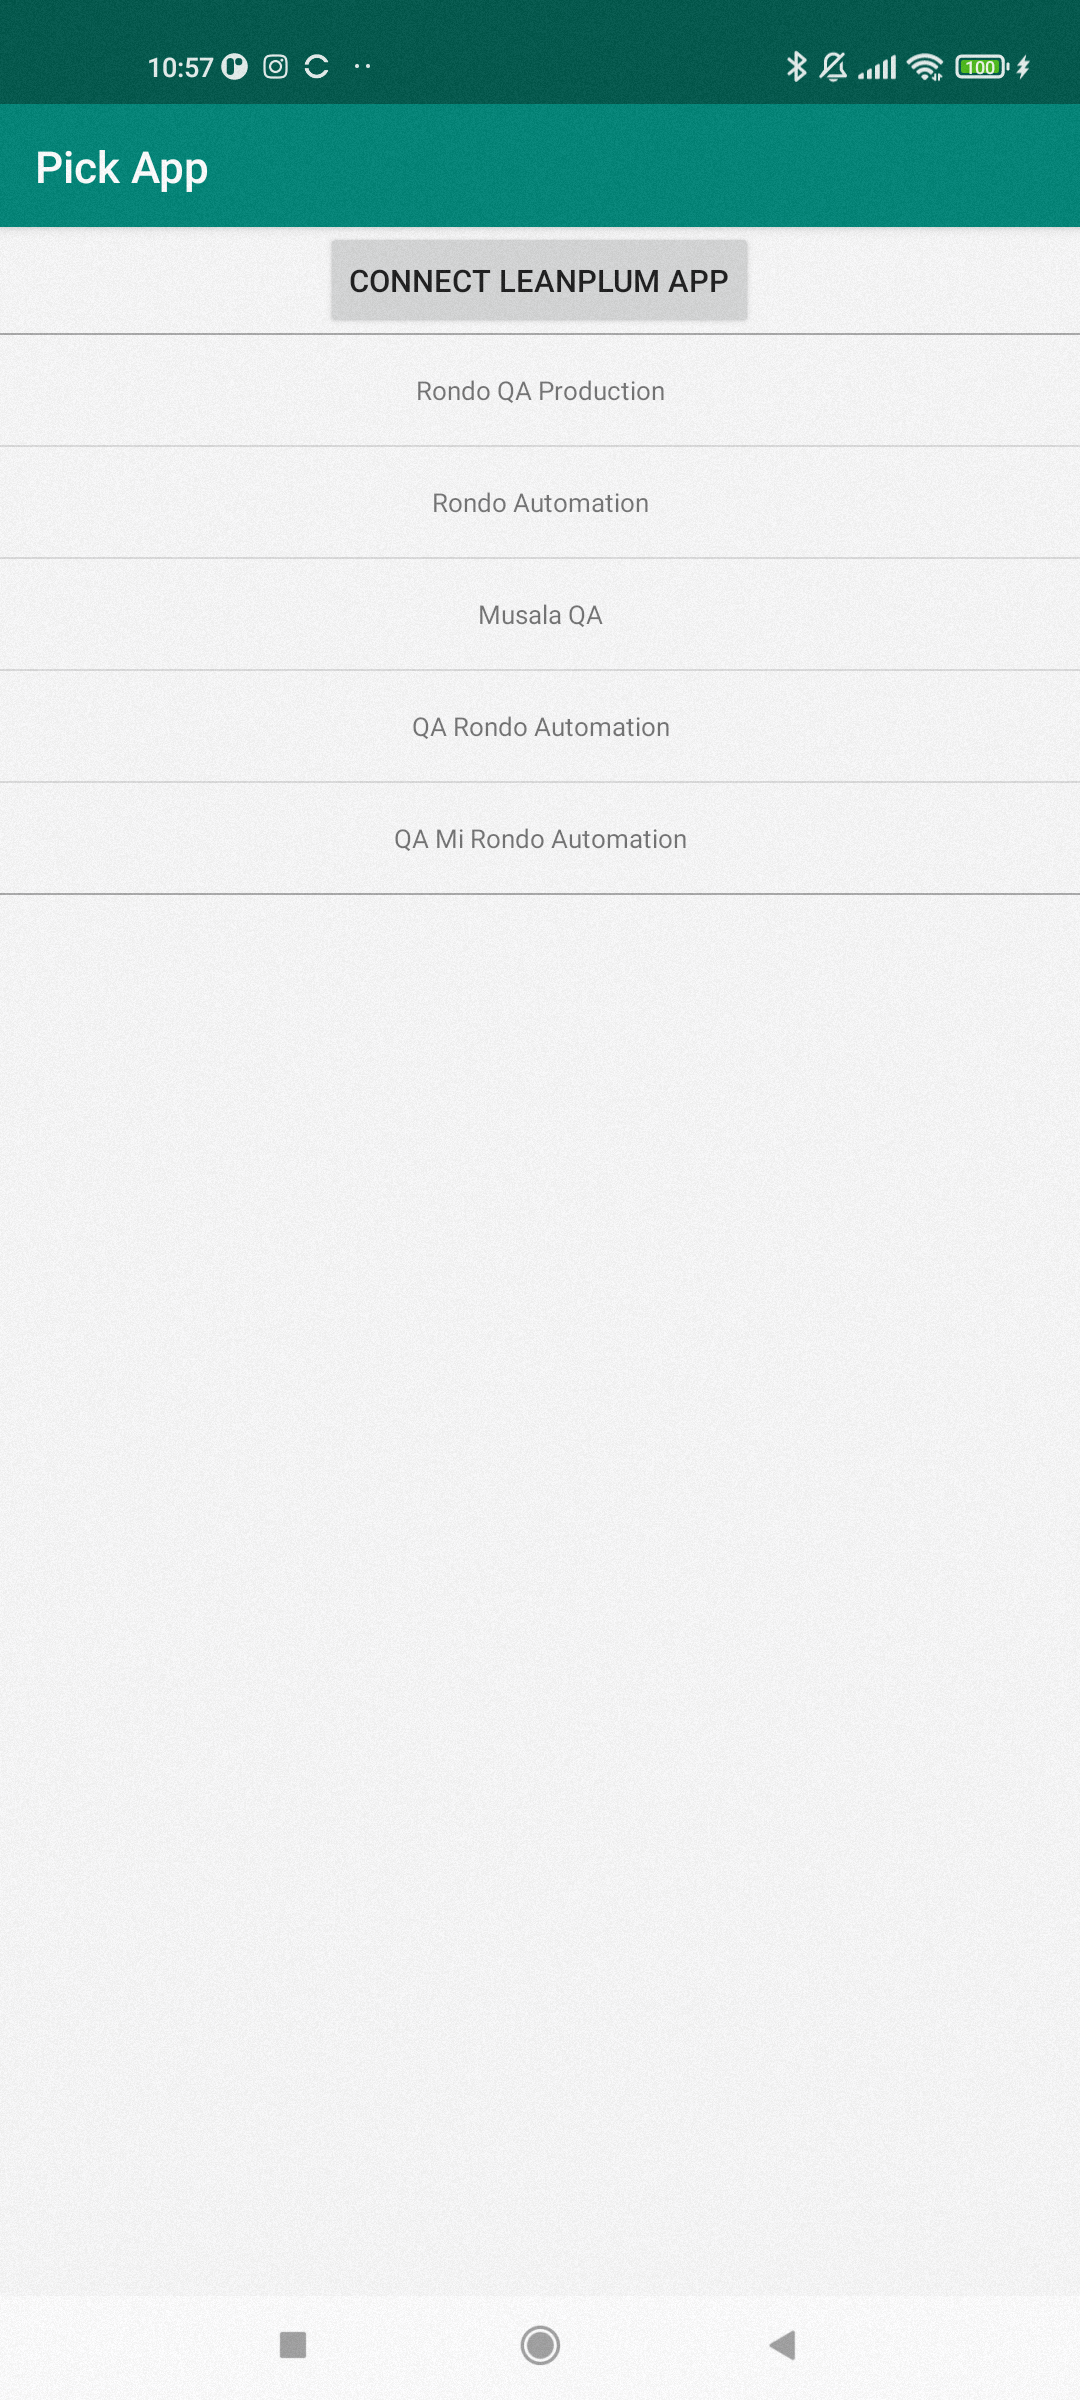 10:57
100
Pick App
CONNECT LEANPLUM APP
Rondo QA Production
Rondo Automation
Musala QA
QA Rondo Automation
QA Mi Rondo Automation